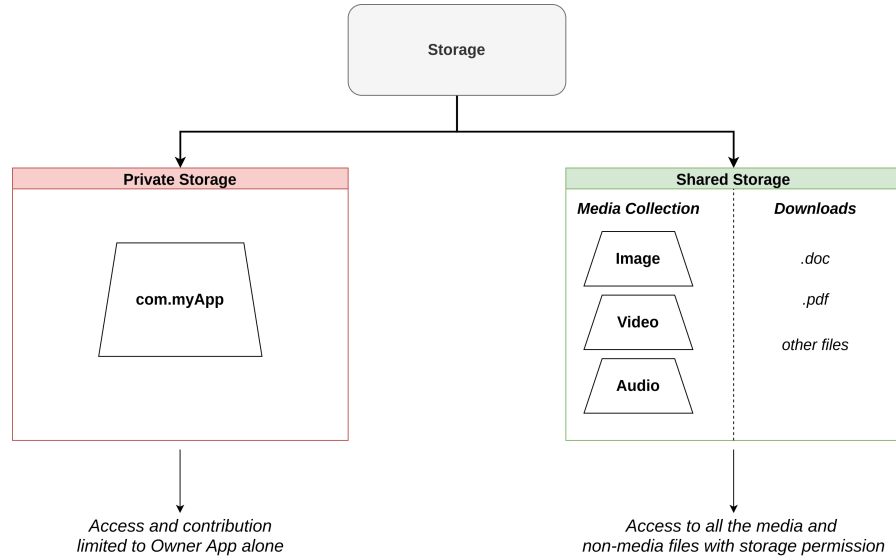 Storage
Private Storage
com.myApp
Access and contribution
limited to Owner App alone
Shared Storage
Media Collection
Image
Video
Audio
Downloads
.doc
.pdf
other files
Access to all the media and
non-media files with storage permission